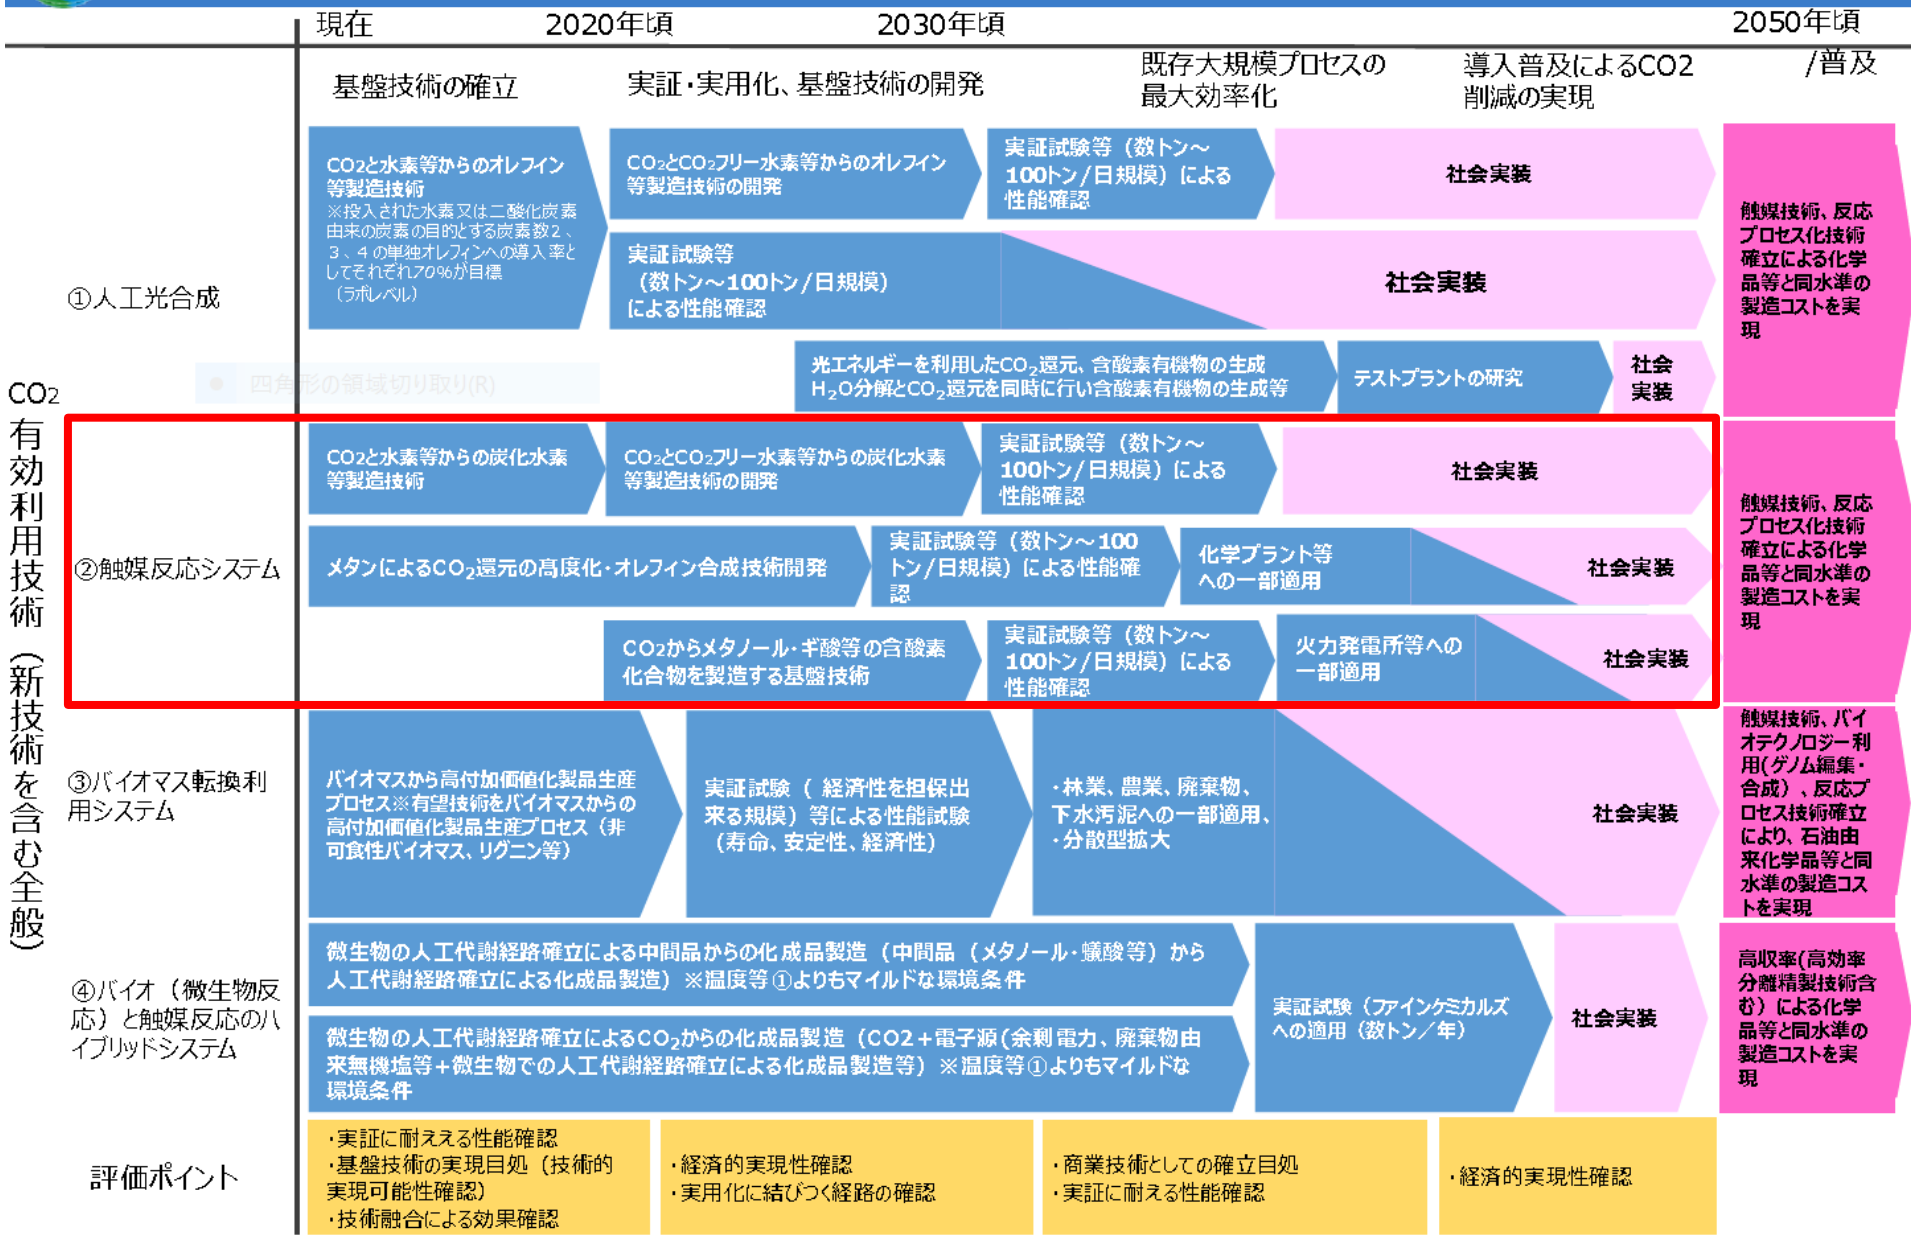 現在
2020年頃
2030年頃
2050年頃
基盤技術の確立
実証・実用化、基盤技術の開発
既存大規模プロセスの
最大効率化
導入普及によるCO2
削減の実現
/普及
CO₂有効利用技術（新技術を含む全般）
①人工光合成
CO2と水素等からのオレフィン
等製造技術
※投入された水素又は二酸化炭素
由来の炭素の目的とする炭素数2、
3、4の単独オレフィンへの導入率と
してそれぞれ70%が目標
（ラボレベル）
CO₂とCO₂フリー水素等からのオレフィン
等製造技術の開発
実証試験等（数トン～
100トン/日規模）による
性能確認
社会実装
実証試験等
（数トン～100トン/日規模）
による性能確認
社会実装
光エネルギーを利用したCO₂還元、含酸素有機物の生成
H₂O分解とCO₂還元を同時に行い含酸素有機物の生成等
テストプラントの研究
社会
実装
触媒技術、反応
プロセス化技術
確立による化学
品等と同水準の
製造コストを実
現
四角形の領域切り取り(R)
②触媒反応システム
CO2と水素等からの炭化水素
等製造技術
CO₂とCO₂フリー水素等からの炭化水素
等製造技術の開発
実証試験等（数トン～
100トン/日規模）による
性能確認
社会実装
メタンによるCO₂還元の高度化・オレフィン合成技術開発
実証試験等（数トン～100
トン/日規模）による性能確
認
化学プラント等
への一部適用
社会実装
CO2からメタノール・ギ酸等の含酸素
化合物を製造する基盤技術
実証試験等（数トン～
100トン/日規模）による
性能確認
火力発電所等への
一部適用
社会実装
触媒技術、反応
プロセス化技術
確立による化学
品等と同水準の
製造コストを実
現
③バイオマス転換利
用システム
バイオマスから高付加価値化製品生産
プロセス※有望技術をバイオマスからの
高付加価値化製品生産プロセス（非
可食性バイオマス、リグニン等）
実証試験（ 経済性を担保出
来る規模）等による性能試験
（寿命、安定性、経済性）
・林業、農業、廃棄物、
下水汚泥への一部適用、
・分散型拡大
社会実装
触媒技術、バイ
オテクノロジー利
用(ゲノム編集・
合成）、反応プ
ロセス技術確立
により、石油由
来化学品等と同
水準の製造コス
トを実現
④バイオ（微生物反
応）と触媒反応のハ
イブリッドシステム
微生物の人工代謝経路確立による中間品からの化成品製造（中間品（メタノール・蟻酸等）から
人工代謝経路確立による化成品製造）※温度等①よりもマイルドな環境条件
微生物の人工代謝経路確立によるCO₂からの化成品製造（CO2+電子源(余剰電力、廃棄物由
来無機塩等+微生物での人工代謝経路確立による化成品製造等）※温度等①よりもマイルドな
環境条件
実証試験（ファインケミカルズ
への適用（数トン／年）
社会実装
高収率(高効率
分離精製技術含
む）による化学
品等と同水準の
製造コストを実
現
評価ポイント
・実証に耐ええる性能確認
・基盤技術の実現目処（技術的
実現可能性確認）
・技術融合による効果確認
・経済的実現性確認
・実用化に結びつく経路の確認
・商業技術としての確立目処
・実証に耐える性能確認
・経済的実現性確認